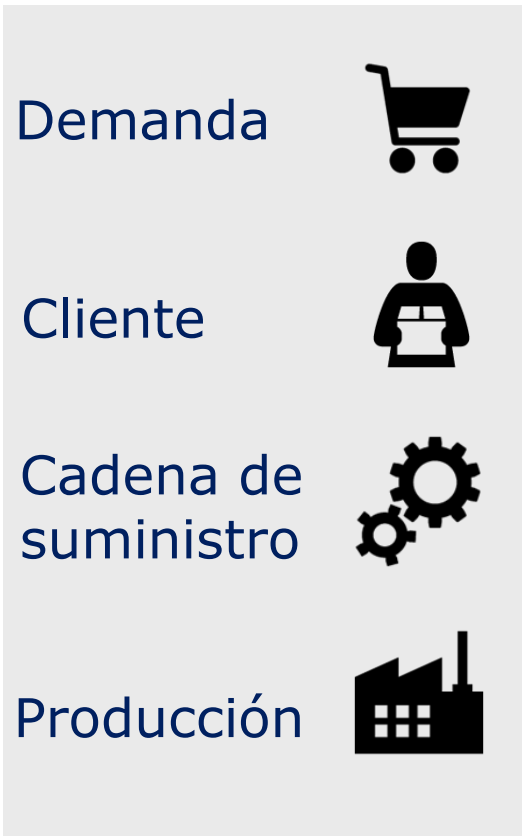 Demanda
Cliente
Cadena de
suministro
Producción